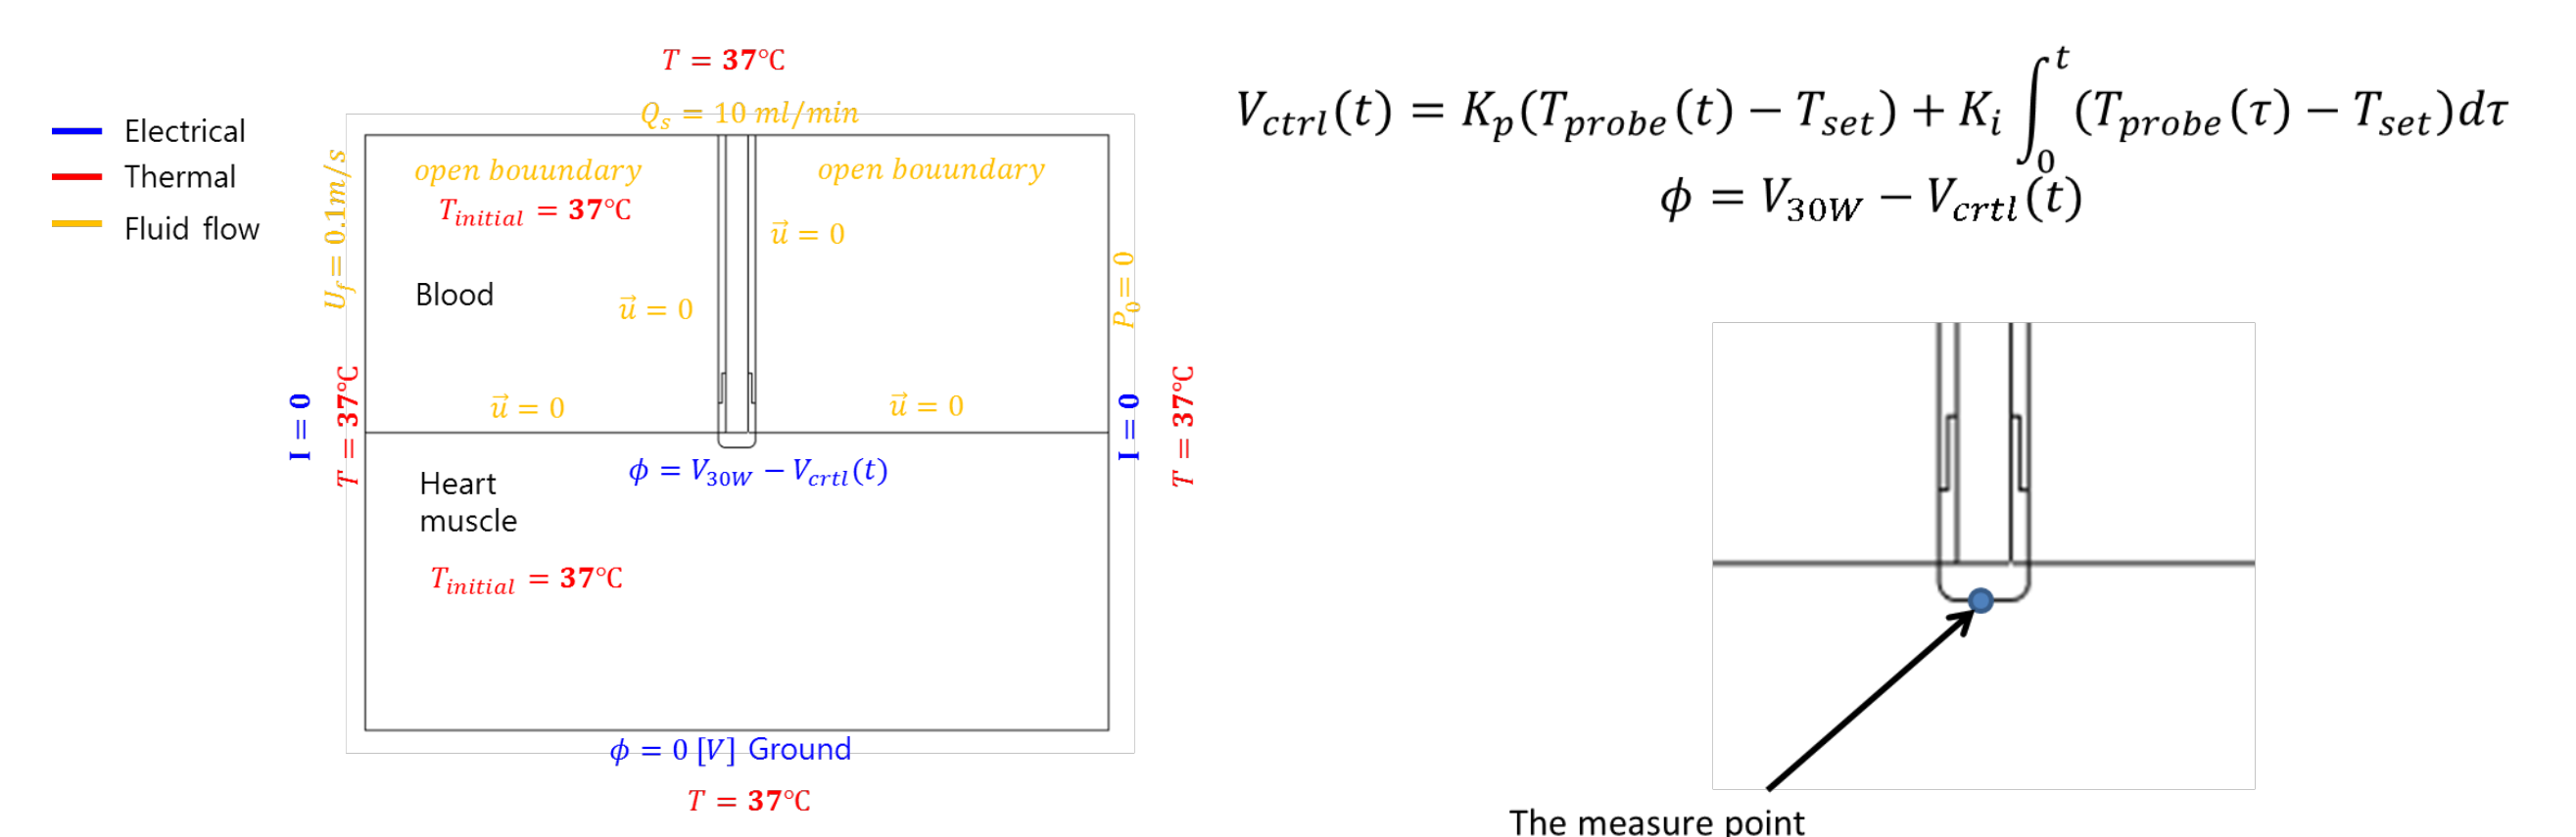 T = 37℃
Q_s = 10 ml/min
Electrical
Thermal
Fluid flow
U_f = 0.1m/s
open bouundary
open bouundary
T_initial = 37℃
u⃗ = 0
Blood
u⃗ = 0
P_0 = 0
I = 0
T = 37℃
u⃗ = 0
u⃗ = 0
I = 0
T = 37℃
ϕ = V_30W − V_crtl(t)
Heart
muscle
T_initial = 37℃
ϕ = 0 [V] Ground
T = 37℃
V_ctrl(t) = K_p(T_probe(t) − T_set) + K_i ∫_0^t (T_probe(τ) − T_set)dτ
ϕ = V_30W − V_crtl(t)
The measure point